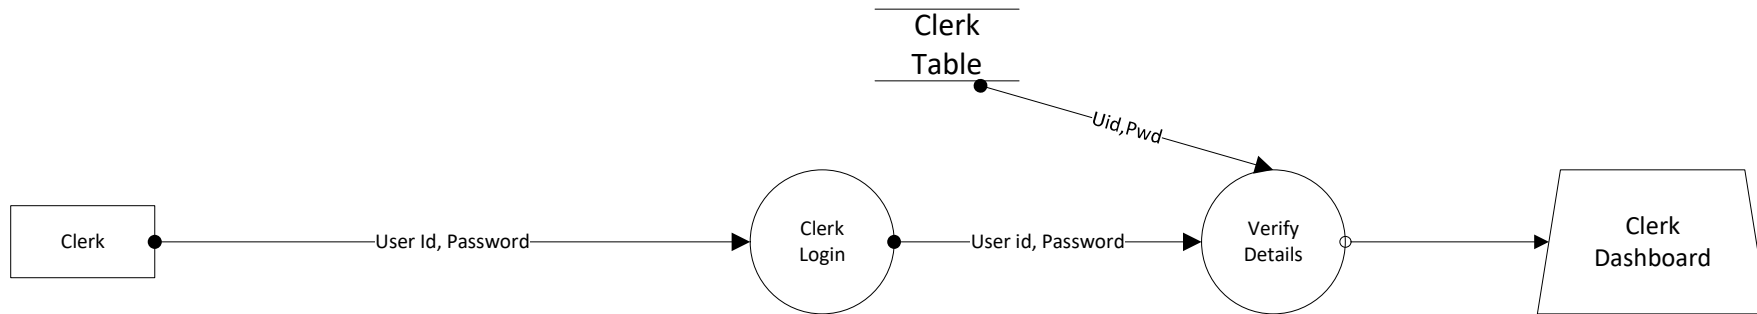 Clerk
Table
Uid,Pwd
Clerk
User Id, Password
Clerk
Login
User id, Password
Verify
Details
Clerk
Dashboard